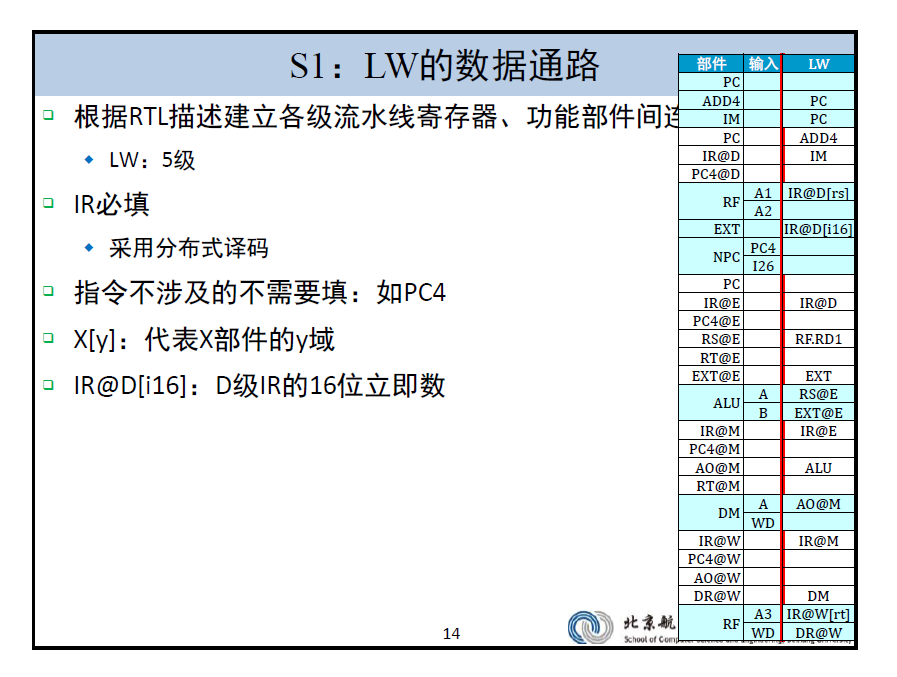 S1：LW的数据通路
根据RTL描述建立各级流水线寄存器、功能部件间连
LW：5级
IR必填
采用分布式译码
指令不涉及的不需要填：如PC4
X[y]：代表X部件的y域
IR@D[i16]：D级IR的16位立即数
部件 输入 LW
PC
ADD4 PC
IM PC
PC ADD4
IR@D IM
PC4@D
RF A1 IR@D[rs]
A2
EXT IR@D[i16]
NPC PC4
I26
PC
IR@E IR@D
PC4@E
RS@E RF.RD1
RT@E
EXT@E EXT
ALU A RS@E
B EXT@E
IR@M IR@E
PC4@M
AO@M ALU
RT@M
DM A AO@M
WD
IR@W IR@M
PC4@W
AO@W
DR@W DM
RF A3 IR@W[rt]
WD DR@W
14
北京航
School of